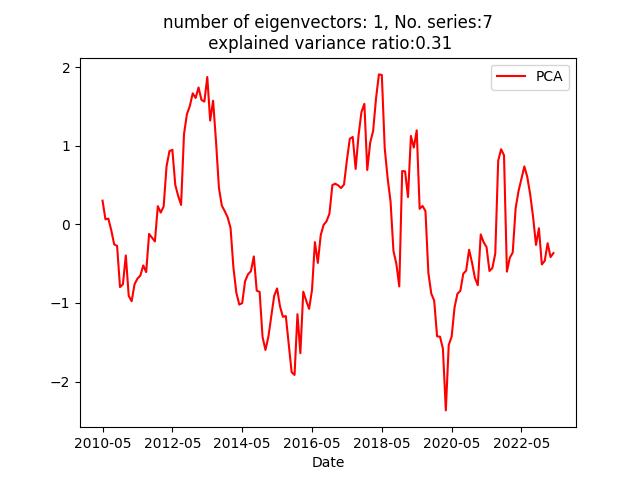 number of eigenvectors: 1, No. series:7
explained variance ratio:0.31
PCA
2
1
0
−1
−2
2010-05 2012-05 2014-05 2016-05 2018-05 2020-05 2022-05
Date